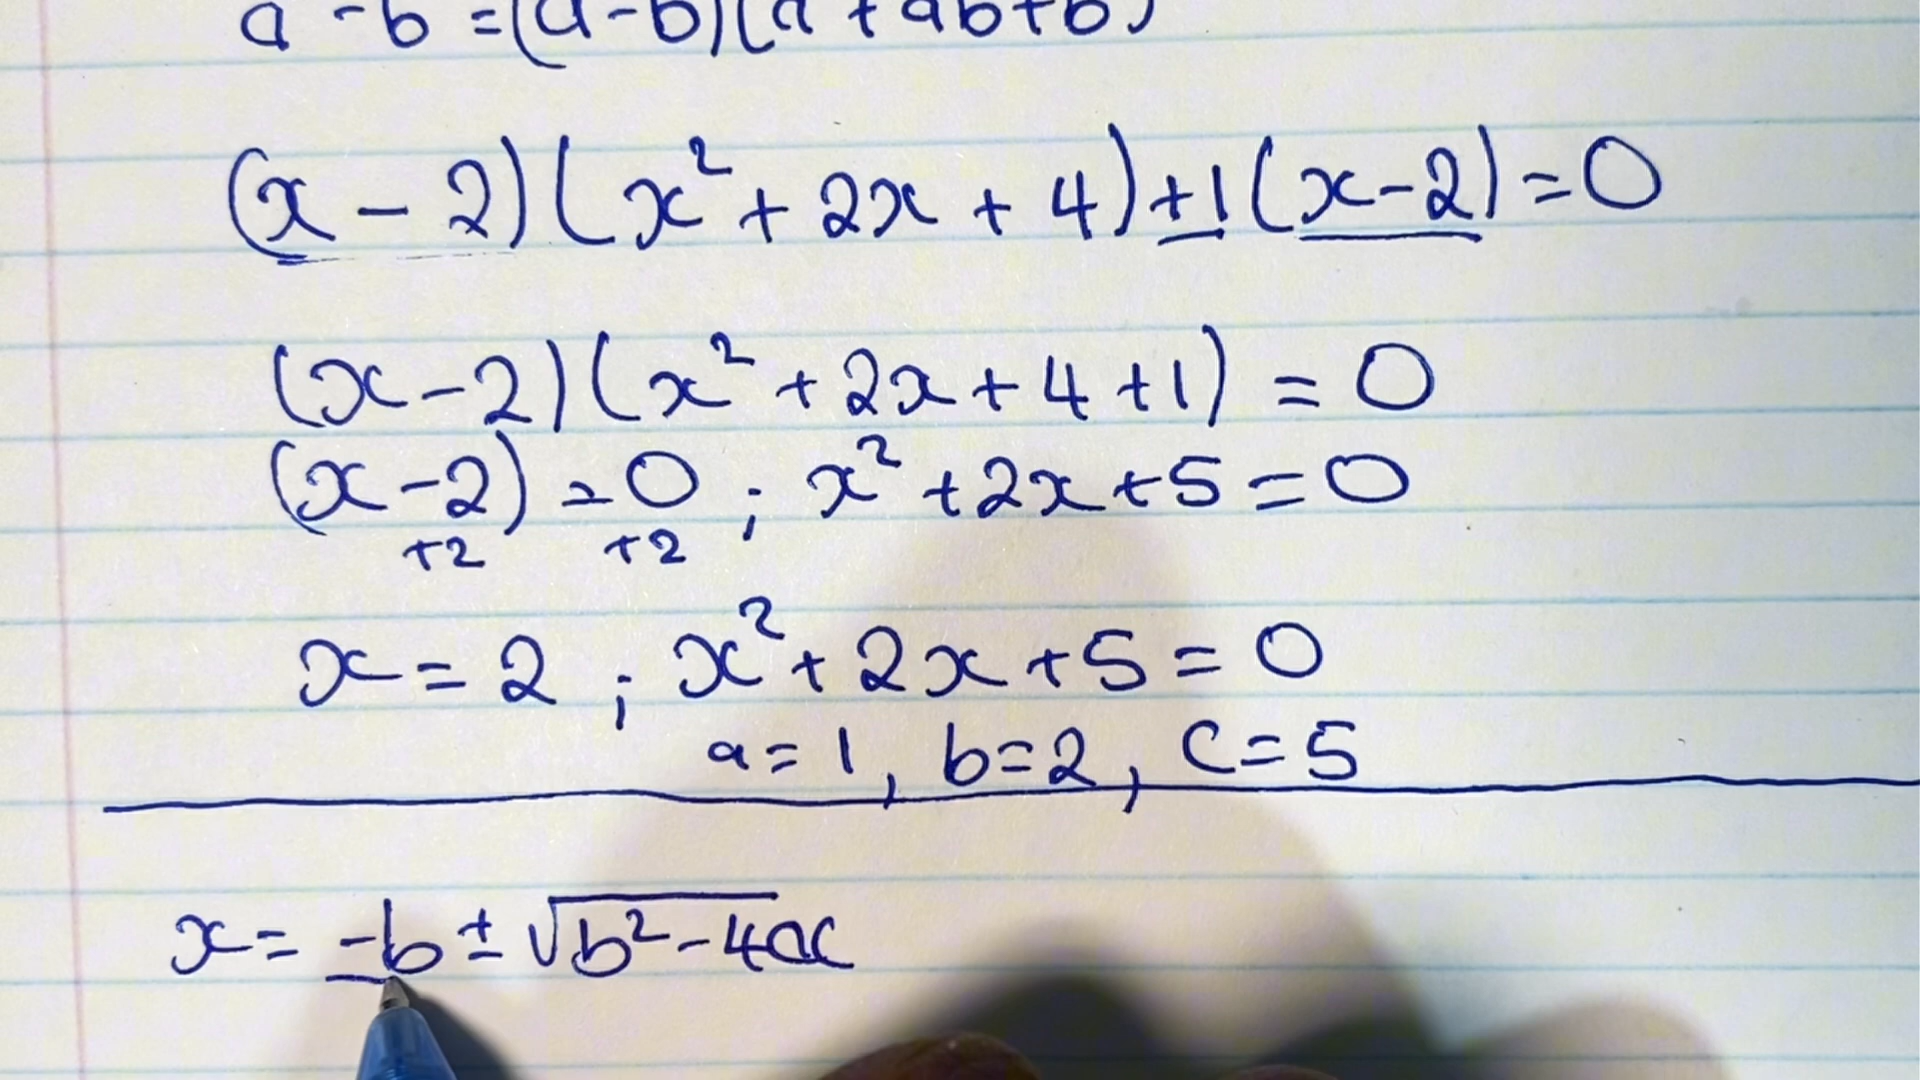 a - b = (a-b)(a + ab + b)
(x - 2)(x² + 2x + 4) + 1(x-2) = 0
(x-2)(x² + 2x + 4 + 1) = 0
(x-2) = 0 ; x² + 2x + 5 = 0
+2 +2
x = 2 ; x² + 2x + 5 = 0
a = 1, b = 2, c = 5
x = -b ± √b² - 4ac